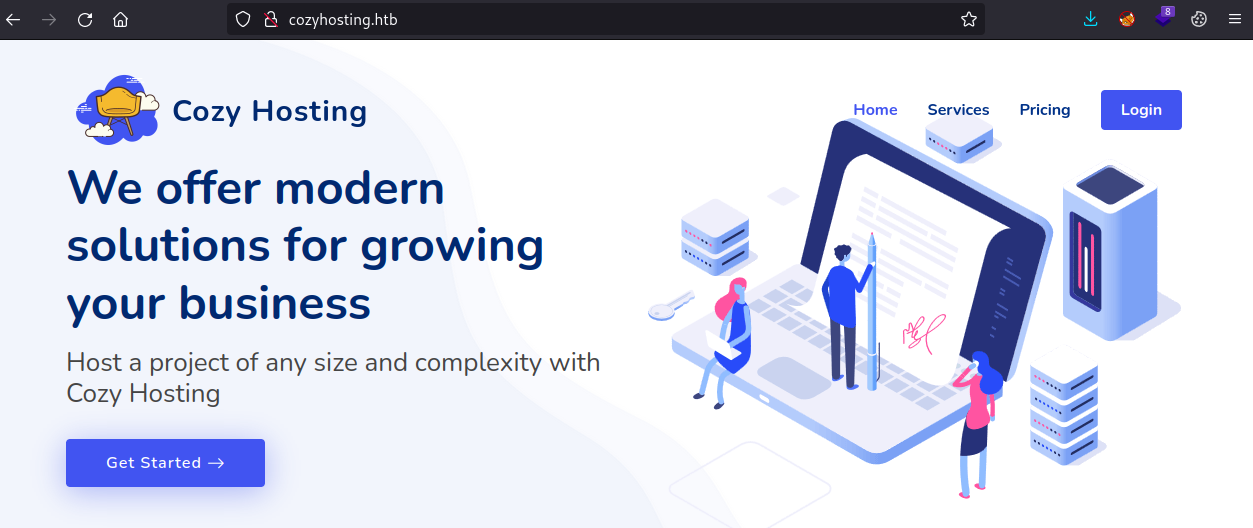 cozyhosting.htb
8
Cozy Hosting
Home Services Pricing Login
We offer modern
solutions for growing
your business
Host a project of any size and complexity with
Cozy Hosting
Get Started →